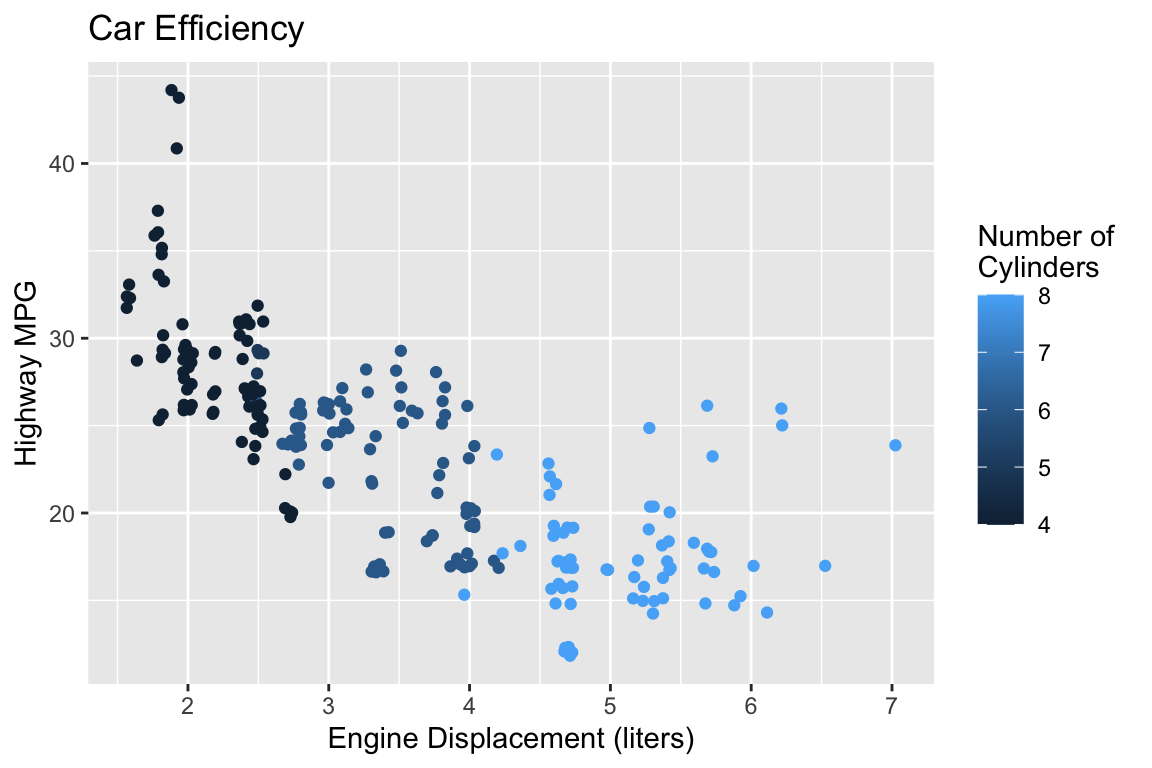 Car Efficiency
Highway MPG
40
30
20
2 3 4 5 6 7
Engine Displacement (liters)
Number of
Cylinders
8
7
6
5
4